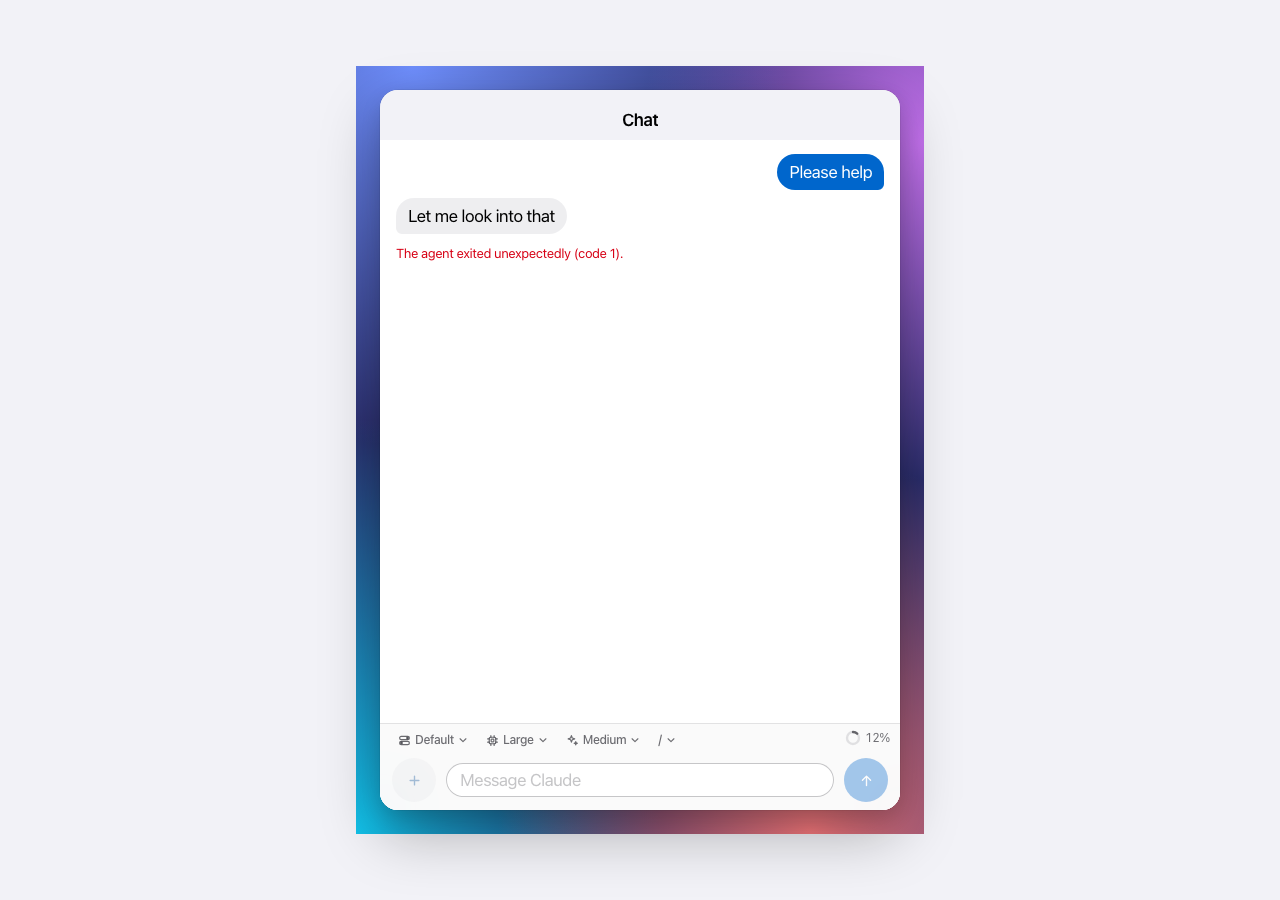 Chat
Please help
Let me look into that
The agent exited unexpectedly (code 1).
Default Large Medium / 12%
+ Message Claude